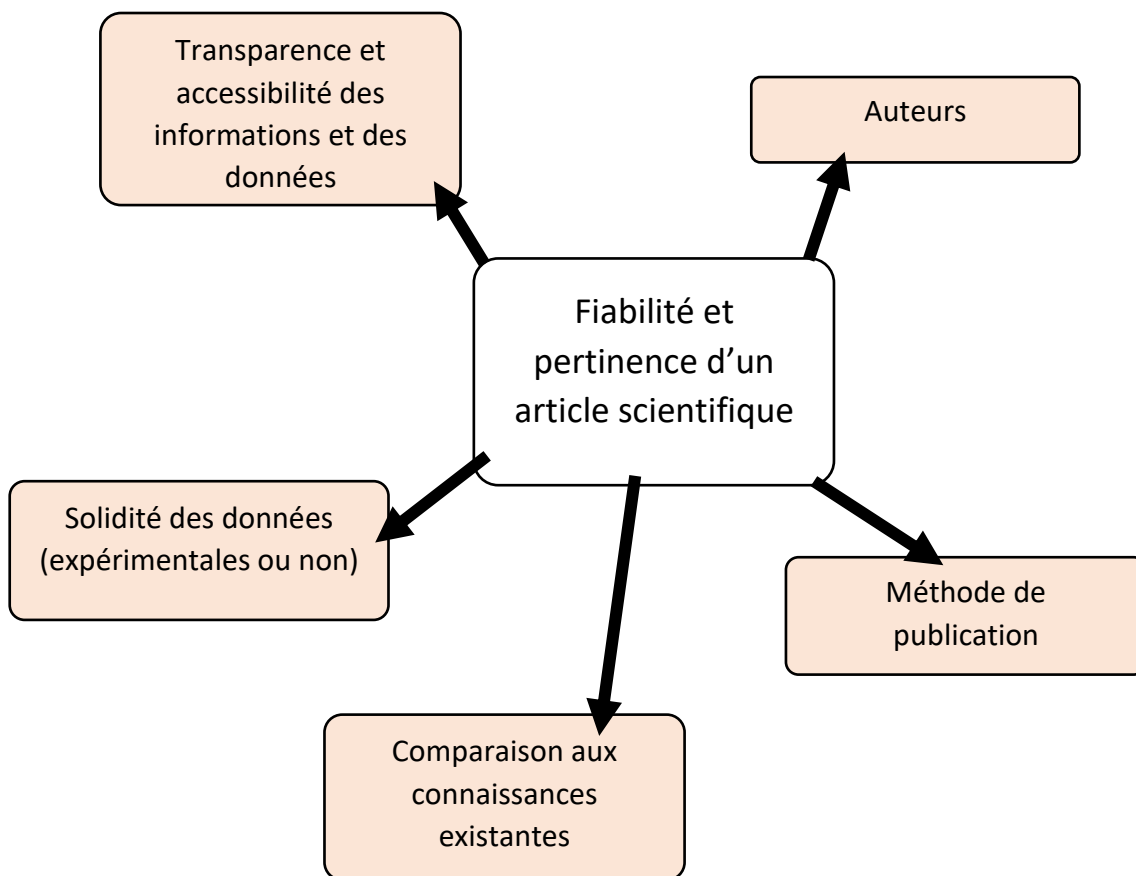 Transparence et
accessibilité des
informations et des
données
Auteurs
Fiabilité et
pertinence d’un
article scientifique
Solidité des données
(expérimentales ou non)
Méthode de
publication
Comparaison aux
connaissances
existantes